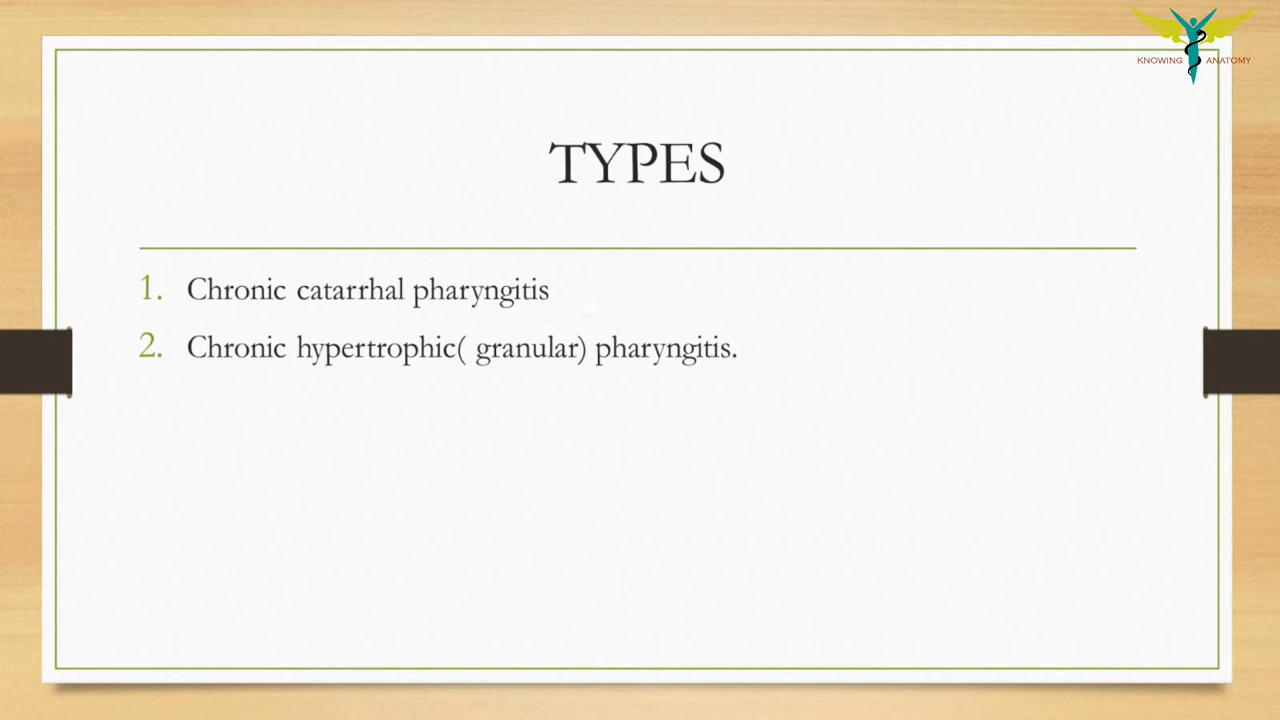 KNOWING ANATOMY
TYPES
1. Chronic catarrhal pharyngitis
2. Chronic hypertrophic( granular) pharyngitis.